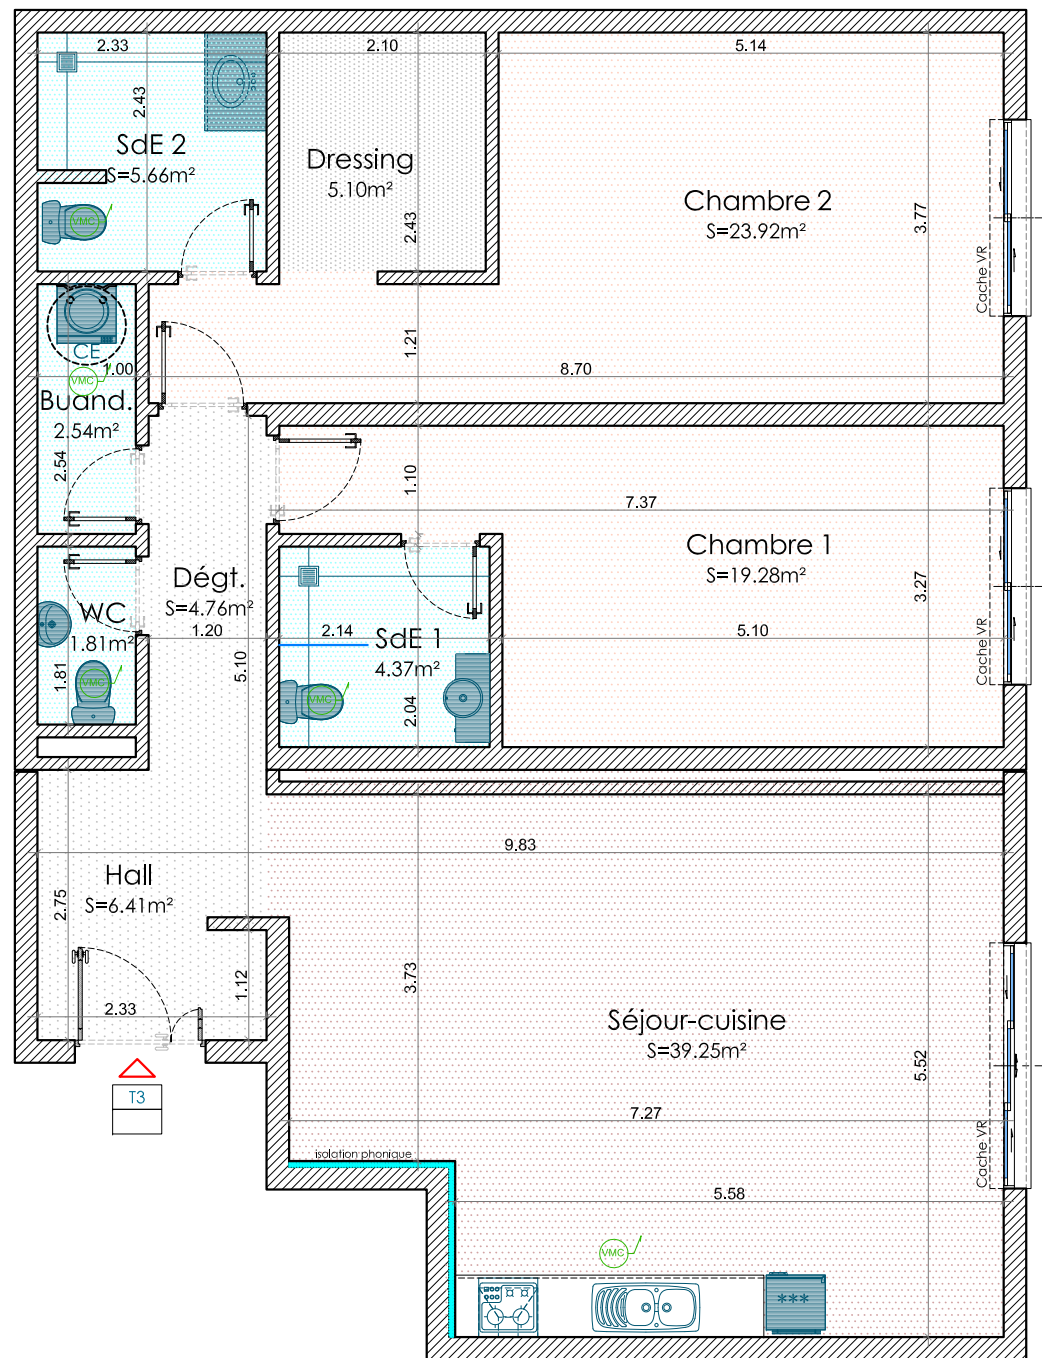 2.33
2.10
5.14
2.43
SdE 2
S=5.66m²
VMC
Dressing
5.10m²
2.43
Chambre 2
S=23.92m²
3.77
Cache VR
CE
1.00
VMC
Buand.
2.54m²
2.54
1.21
8.70
1.10
7.37
Chambre 1
S=19.28m²
3.27
5.10
Cache VR
Dégt.
S=4.76m²
1.20
5.10
WC
1.81m²
1.81
VMC
2.14
SdE 1
4.37m²
VMC
2.04
9.83
Hall
S=6.41m²
2.75
1.12
2.33
T3
3.73
Séjour-cuisine
S=39.25m²
5.52
7.27
Cache VR
isolation phonique
5.58
VMC
***